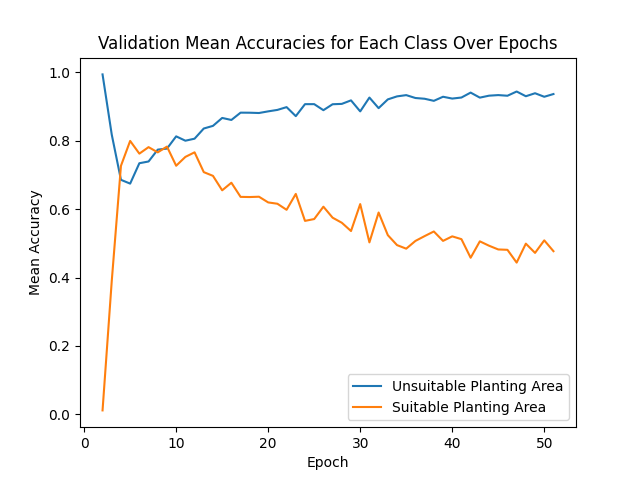 Validation Mean Accuracies for Each Class Over Epochs
1.0
0.8
0.6
0.4
0.2
0.0
Mean Accuracy
0 10 20 30 40 50
Epoch
Unsuitable Planting Area
Suitable Planting Area